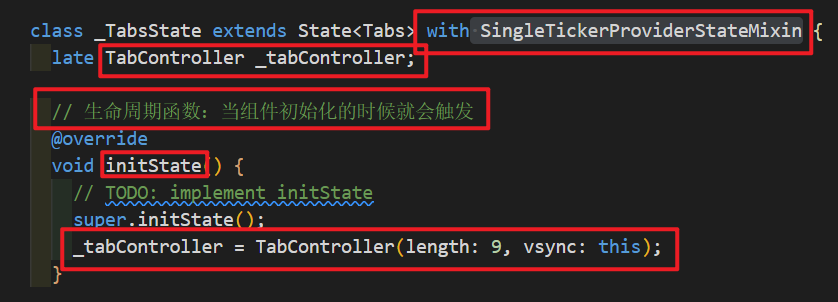 class _TabsState extends State<Tabs> with SingleTickerProviderStateMixin {
late TabController _tabController;
// 生命周期函数：当组件初始化的时候就会触发
@override
void initState() {
// TODO: implement initState
super.initState();
_tabController = TabController(length: 9, vsync: this);
}